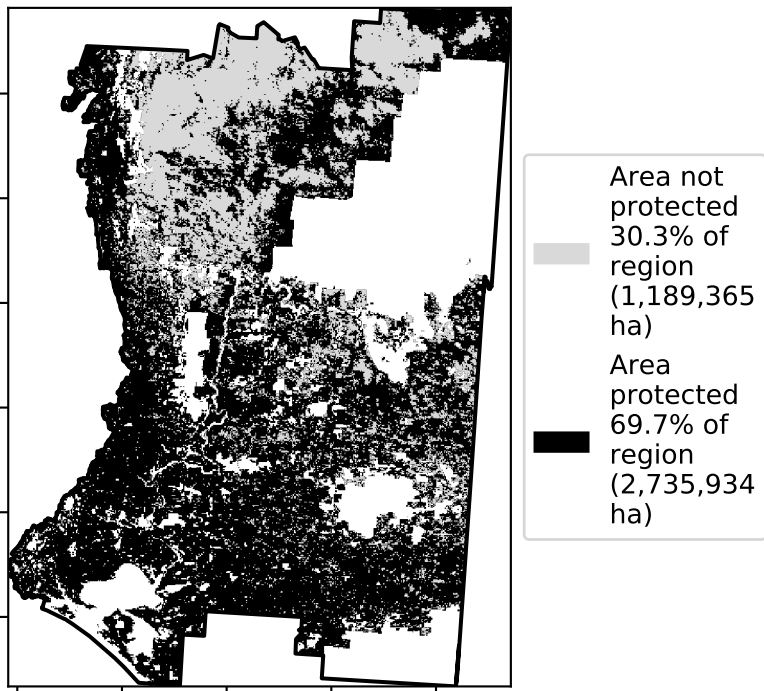 Area not
protected
30.3% of
region
(1,189,365
ha)
Area
protected
69.7% of
region
(2,735,934
ha)